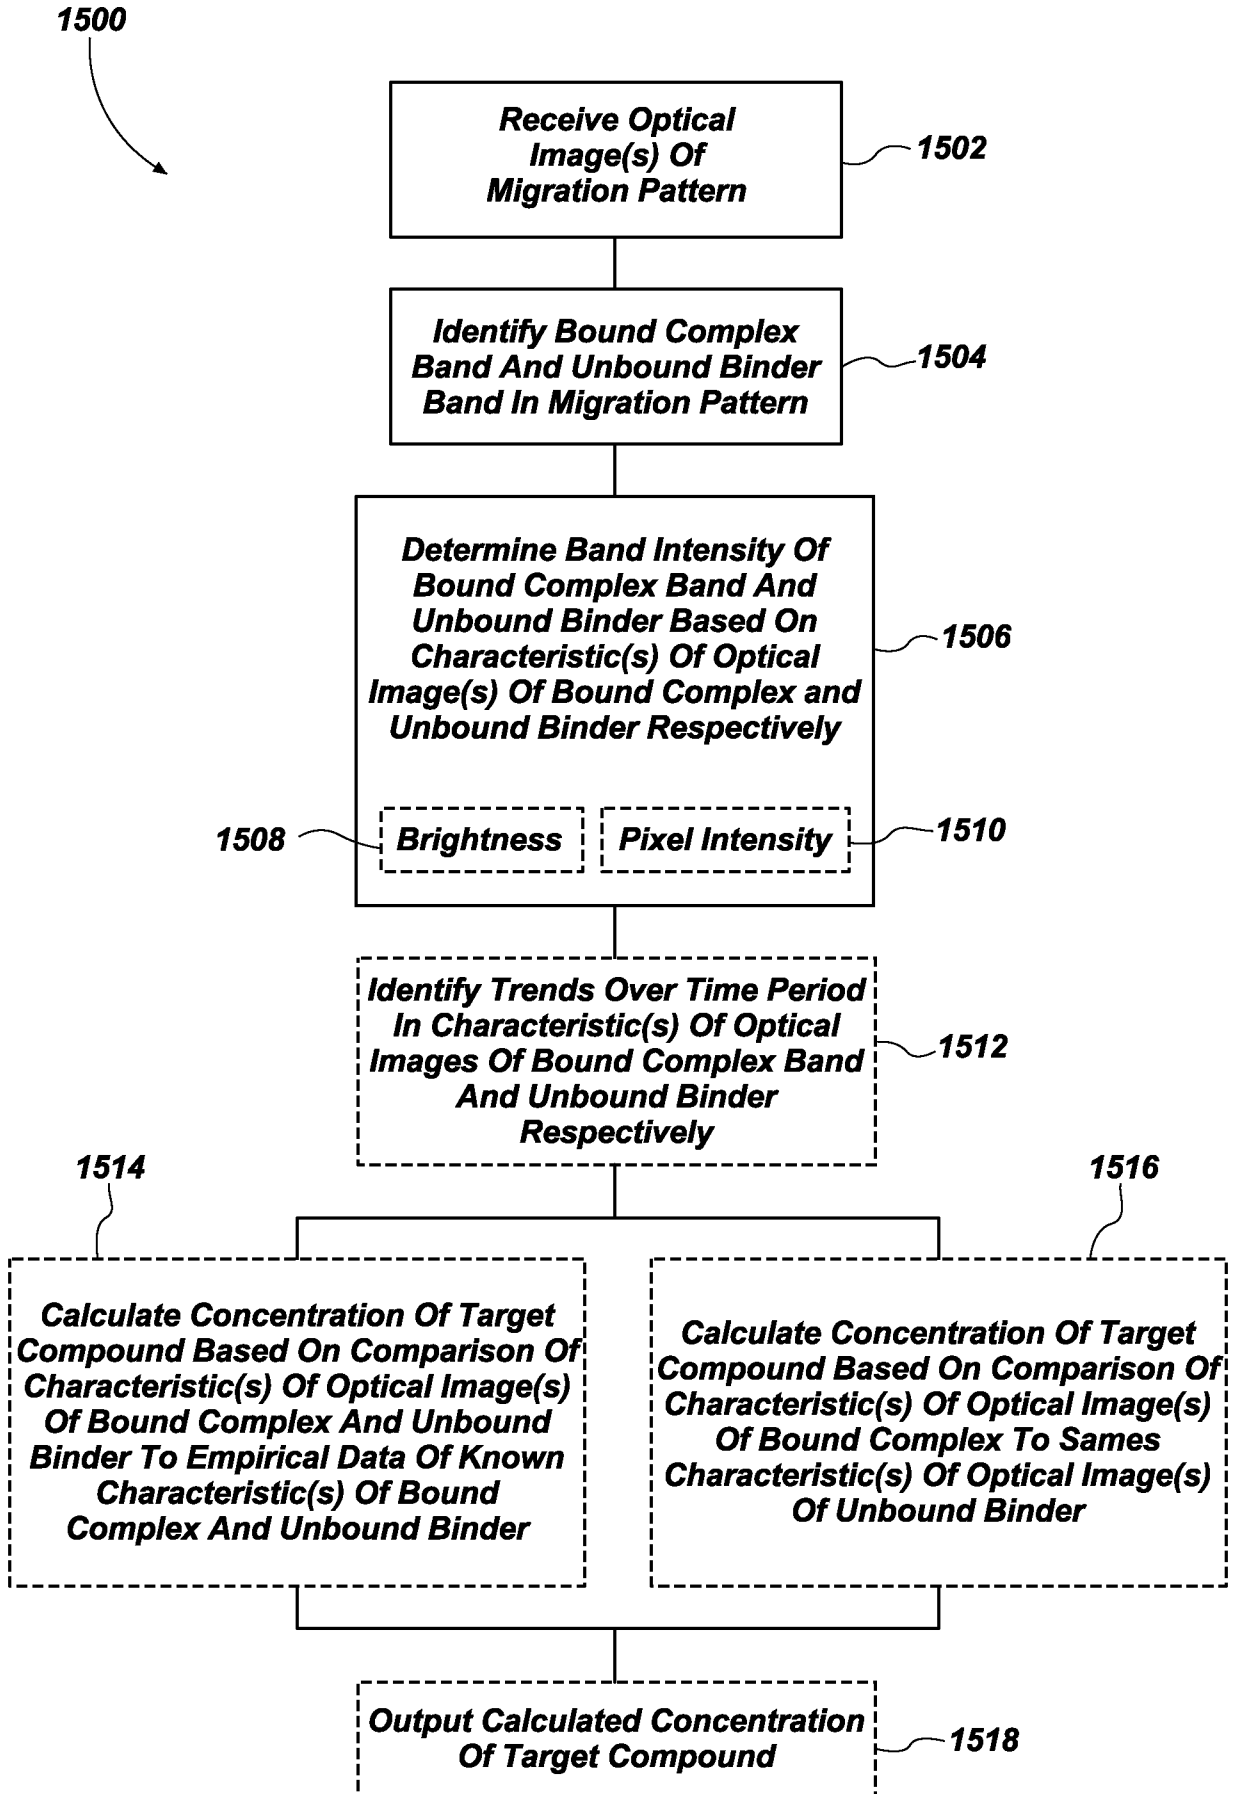 1500
Receive Optical
Image(s) Of
Migration Pattern
1502
Identify Bound Complex
Band And Unbound Binder
Band In Migration Pattern
1504
Determine Band Intensity Of
Bound Complex Band And
Unbound Binder Based On
Characteristic(s) Of Optical
Image(s) Of Bound Complex and
Unbound Binder Respectively
1506
1508
Brightness
Pixel Intensity
1510
Identify Trends Over Time Period
In Characteristic(s) Of Optical
Images Of Bound Complex Band
And Unbound Binder
Respectively
1512
1514
Calculate Concentration Of Target
Compound Based On Comparison Of
Characteristic(s) Of Optical Image(s)
Of Bound Complex And Unbound
Binder To Empirical Data Of Known
Characteristic(s) Of Bound
Complex And Unbound Binder
1516
Calculate Concentration Of Target
Compound Based On Comparison Of
Characteristic(s) Of Optical Image(s)
Of Bound Complex To Sames
Characteristic(s) Of Optical Image(s)
Of Unbound Binder
Output Calculated Concentration
Of Target Compound
1518